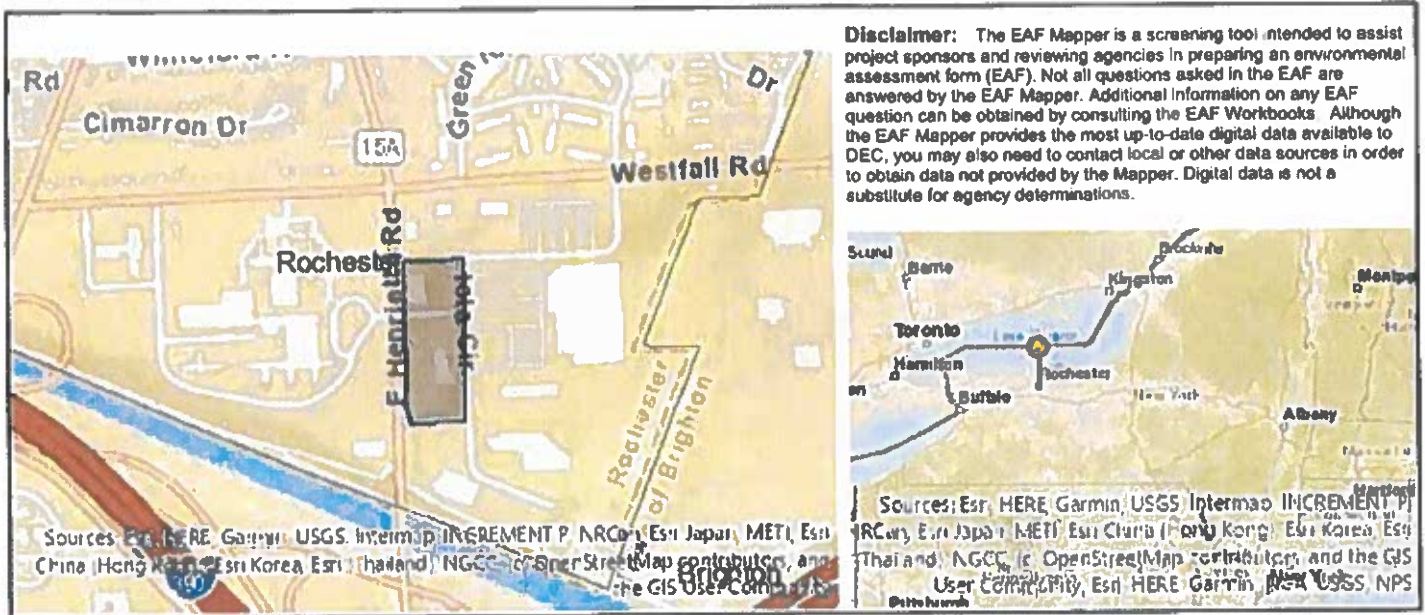 Disclaimer: The EAF Mapper is a screening tool intended to assist
project sponsors and reviewing agencies in preparing an environmental
assessment form (EAF). Not all questions asked in the EAF are
answered by the EAF Mapper. Additional Information on any EAF
question can be obtained by consulting the EAF Workbooks. Although
the EAF Mapper provides the most up-to-date digital data available to
DEC, you may also need to contact local or other data sources in order
to obtain data not provided by the Mapper. Digital data is not a
substitute for agency determinations.
Rd
Cimarron Dr
15A
Green
Dr
Westfall Rd
E Henrietta Rd
Cir
Rochester
of Brighton
Brighton
Sources: Esri, HERE, Garmin, USGS, Intermap, INCREMENT P, NRCan, Esri Japan, METI, Esri
China (Hong Kong), Esri Korea, Esri (Thailand), NGCC, (c) OpenStreetMap contributors, and
the GIS User Community
Sound
Barrie
Brockville
Kingston
Toronto
Hamilton
Rochester
Buffalo
New York
Albany
Sources: Esri, HERE, Garmin, USGS, Intermap, INCREMENT P,
NRCan, Esri Japan, METI, Esri China (Hong Kong), Esri Korea, Esri
(Thailand), NGCC, (c) OpenStreetMap contributors, and the GIS
User Community, Esri, HERE, Garmin, USGS, NPS